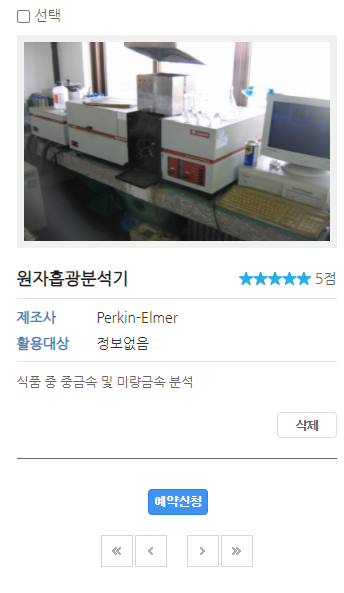 선택
원자흡광분석기 5점
제조사 Perkin-Elmer
활용대상 정보없음
식품 중 중금속 및 미량금속 분석
삭제
예약신청
« ‹ › »